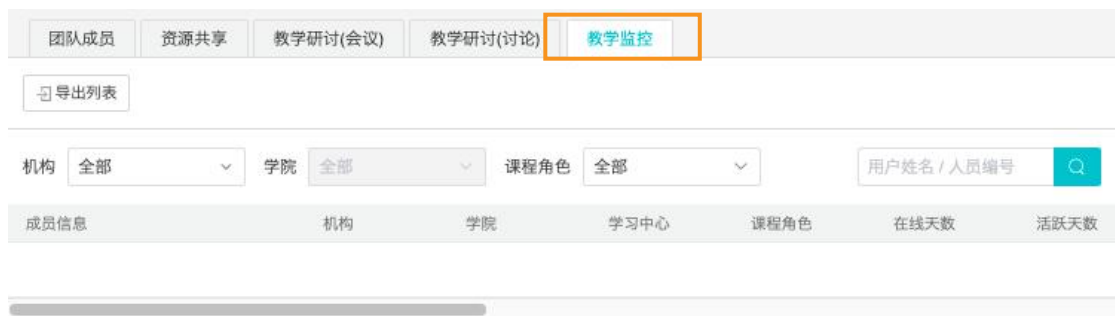 团队成员 资源共享 教学研讨(会议) 教学研讨(讨论) 教学监控
导出列表
机构 全部 学院 全部 课程角色 全部 用户姓名 / 人员编号
成员信息 机构 学院 学习中心 课程角色 在线天数 活跃天数